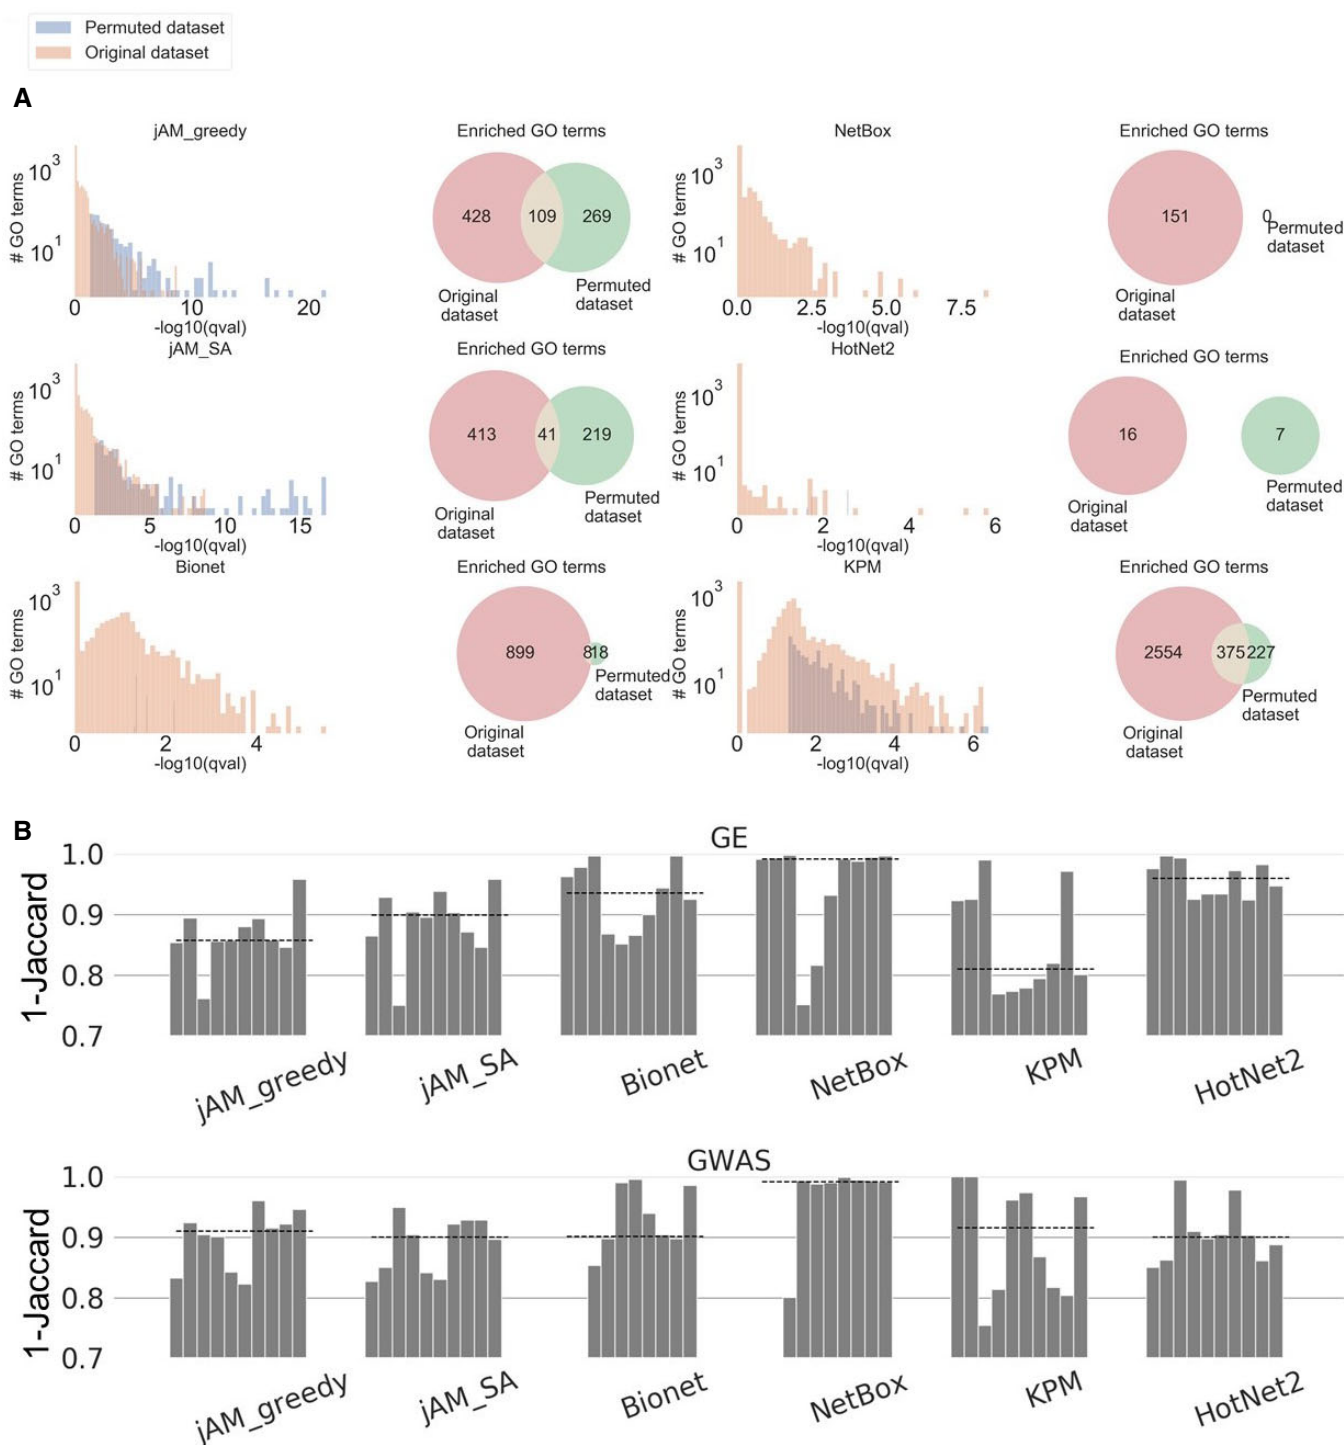 Permuted dataset
Original dataset
A
jAM_greedy
Enriched GO terms
NetBox
Enriched GO terms
# GO terms
10^3
10^1
0 10 20
-log10(qval)
428 109 269
Original
dataset
Permuted
dataset
# GO terms
10^3
10^1
0.0 2.5 5.0 7.5
-log10(qval)
151
0
Permuted
dataset
Original
dataset
jAM_SA
Enriched GO terms
HotNet2
Enriched GO terms
# GO terms
10^3
10^1
0 5 10 15
-log10(qval)
413 41 219
Original
dataset
Permuted
dataset
# GO terms
10^3
10^1
0 2 4 6
-log10(qval)
16
7
Original
dataset
Permuted
dataset
Bionet
Enriched GO terms
KPM
Enriched GO terms
# GO terms
10^3
10^1
0 2 4
-log10(qval)
899
Permuted
dataset
Original
dataset
# GO terms
10^3
10^1
0 2 4 6
-log10(qval)
2554 375 227
Permuted
dataset
Original
dataset
B
GE
1-Jaccard
1.0
0.9
0.8
0.7
jAM_greedy
jAM_SA
Bionet
NetBox
KPM
HotNet2
GWAS
1-Jaccard
1.0
0.9
0.8
0.7
jAM_greedy
jAM_SA
Bionet
NetBox
KPM
HotNet2